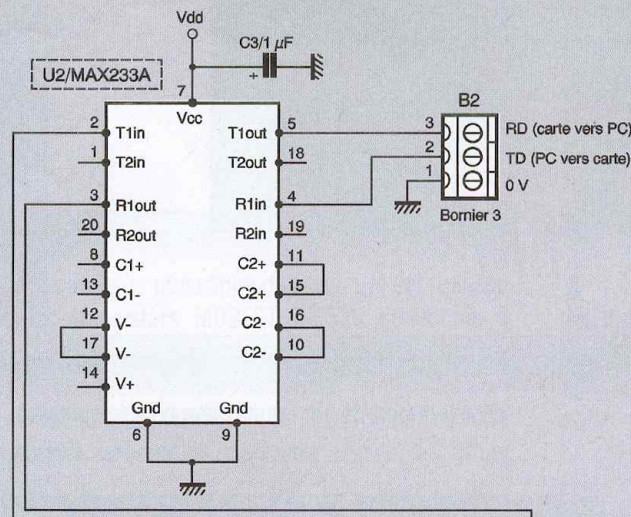 Vdd
C3/1 µF
+
U2/MAX233A
7
Vcc
B2
2 T1in T1out 5
3 RD (carte vers PC)
1 T2in T2out 18
2 TD (PC vers carte)
3 R1out R1in 4
1 0 V
20 R2out R2in 19
Bornier 3
8 C1+ C2+ 11
13 C1- C2+ 15
12 V- C2- 16
17 V- C2- 10
14 V+
Gnd Gnd
6 9